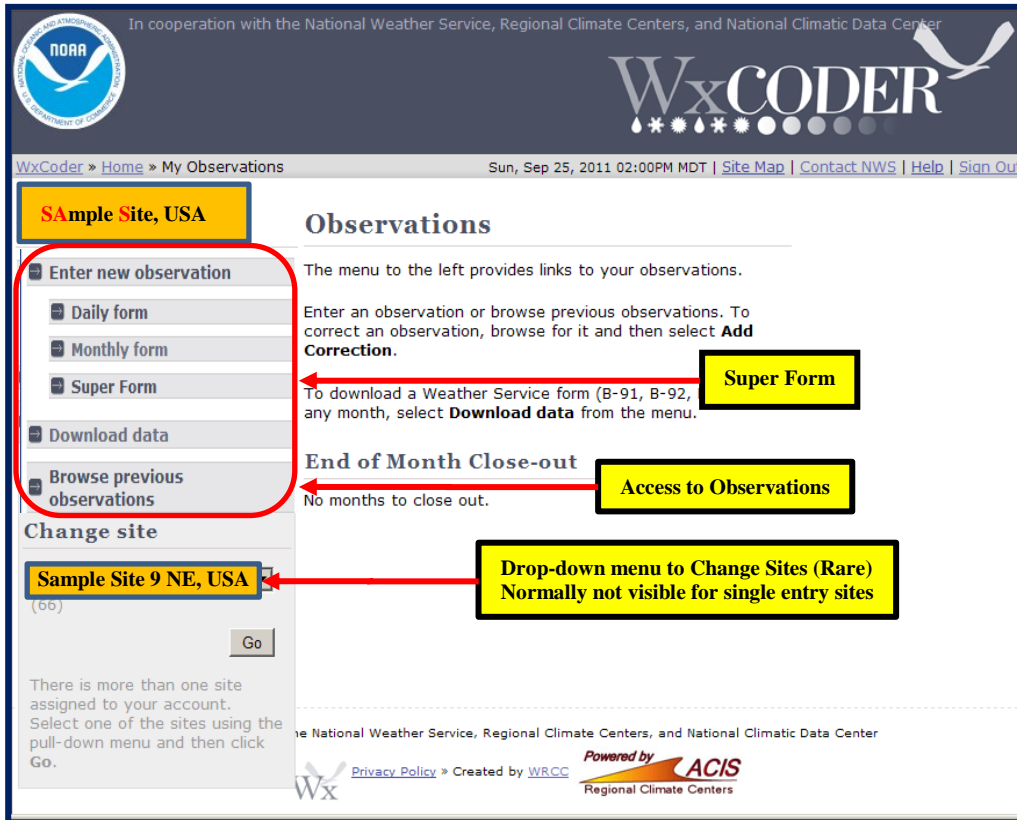 In cooperation with the National Weather Service, Regional Climate Centers, and National Climatic Data Center
NOAA
WxCODER
WxCoder » Home » My Observations
Sun, Sep 25, 2011 02:00PM MDT | Site Map | Contact NWS | Help | Sign Out
SAmple Site, USA
Enter new observation
Daily form
Monthly form
Super Form
Download data
Browse previous
observations
Change site
Sample Site 9 NE, USA
(66)
Go
There is more than one site
assigned to your account.
Select one of the sites using the
pull-down menu and then click
Go.
Observations
The menu to the left provides links to your observations.
Enter an observation or browse previous observations. To
correct an observation, browse for it and then select Add
Correction.
Super Form
To download a Weather Service form (B-91, B-92,
any month, select Download data from the menu.
End of Month Close-out
No months to close out.
Access to Observations
Drop-down menu to Change Sites (Rare)
Normally not visible for single entry sites
National Weather Service, Regional Climate Centers, and National Climatic Data Center
Wx
Privacy Policy » Created by WRCC
Powered by
ACIS
Regional Climate Centers